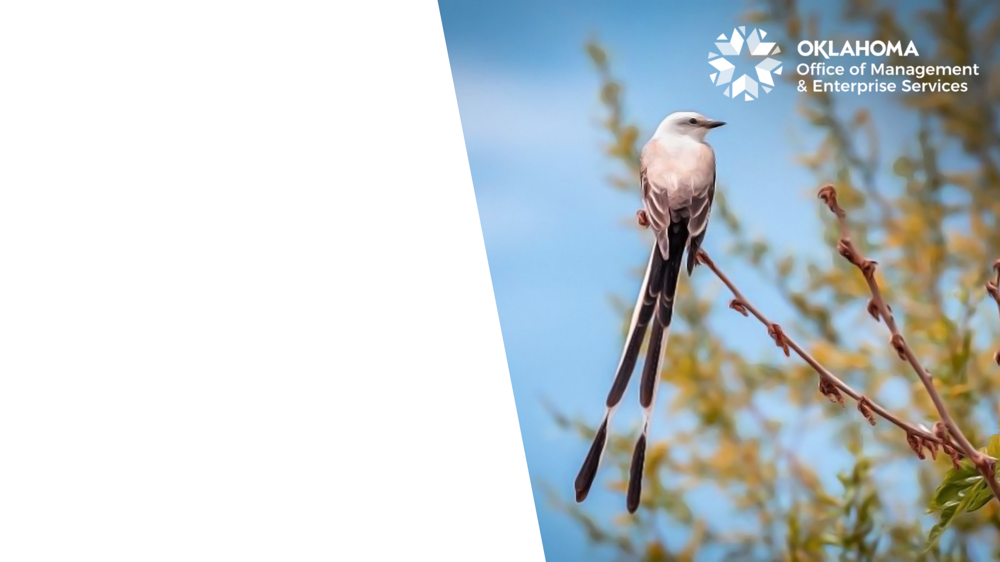 OKLAHOMA
Office of Management
& Enterprise Services